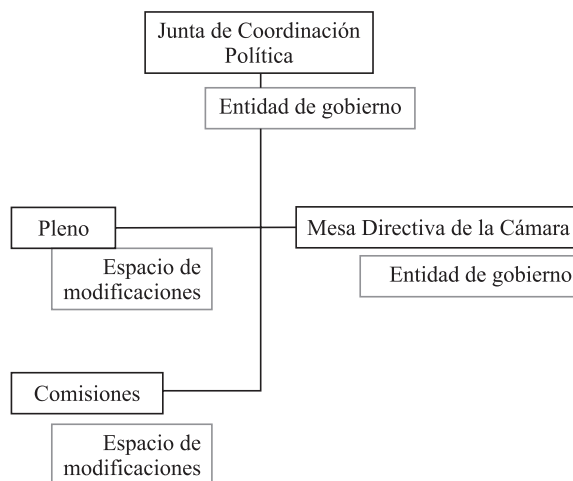 Junta de Coordinación
Política
Entidad de gobierno
Pleno
Mesa Directiva de la Cámara
Espacio de
modificaciones
Entidad de gobierno
Comisiones
Espacio de
modificaciones